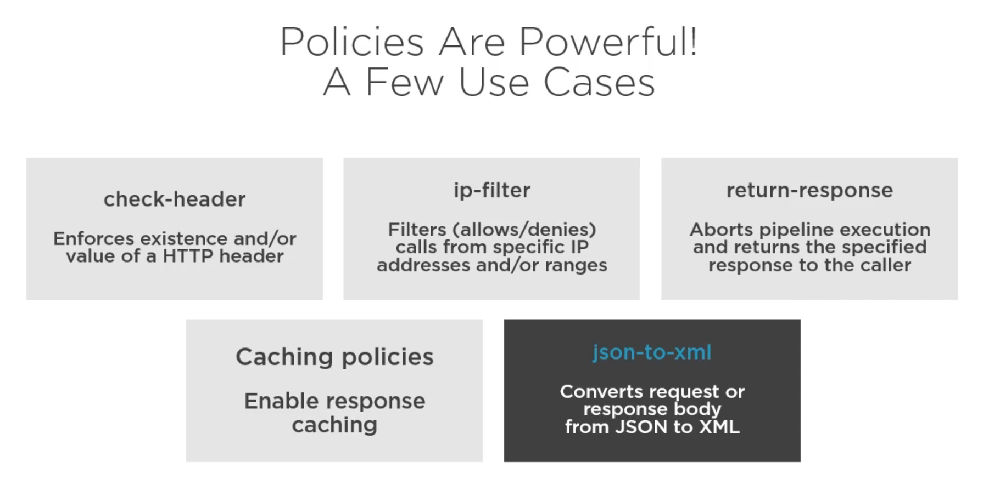 Policies Are Powerful!
A Few Use Cases
check-header
Enforces existence and/or
value of a HTTP header
ip-filter
Filters (allows/denies)
calls from specific IP
addresses and/or ranges
return-response
Aborts pipeline execution
and returns the specified
response to the caller
Caching policies
Enable response
caching
json-to-xml
Converts request or
response body
from JSON to XML